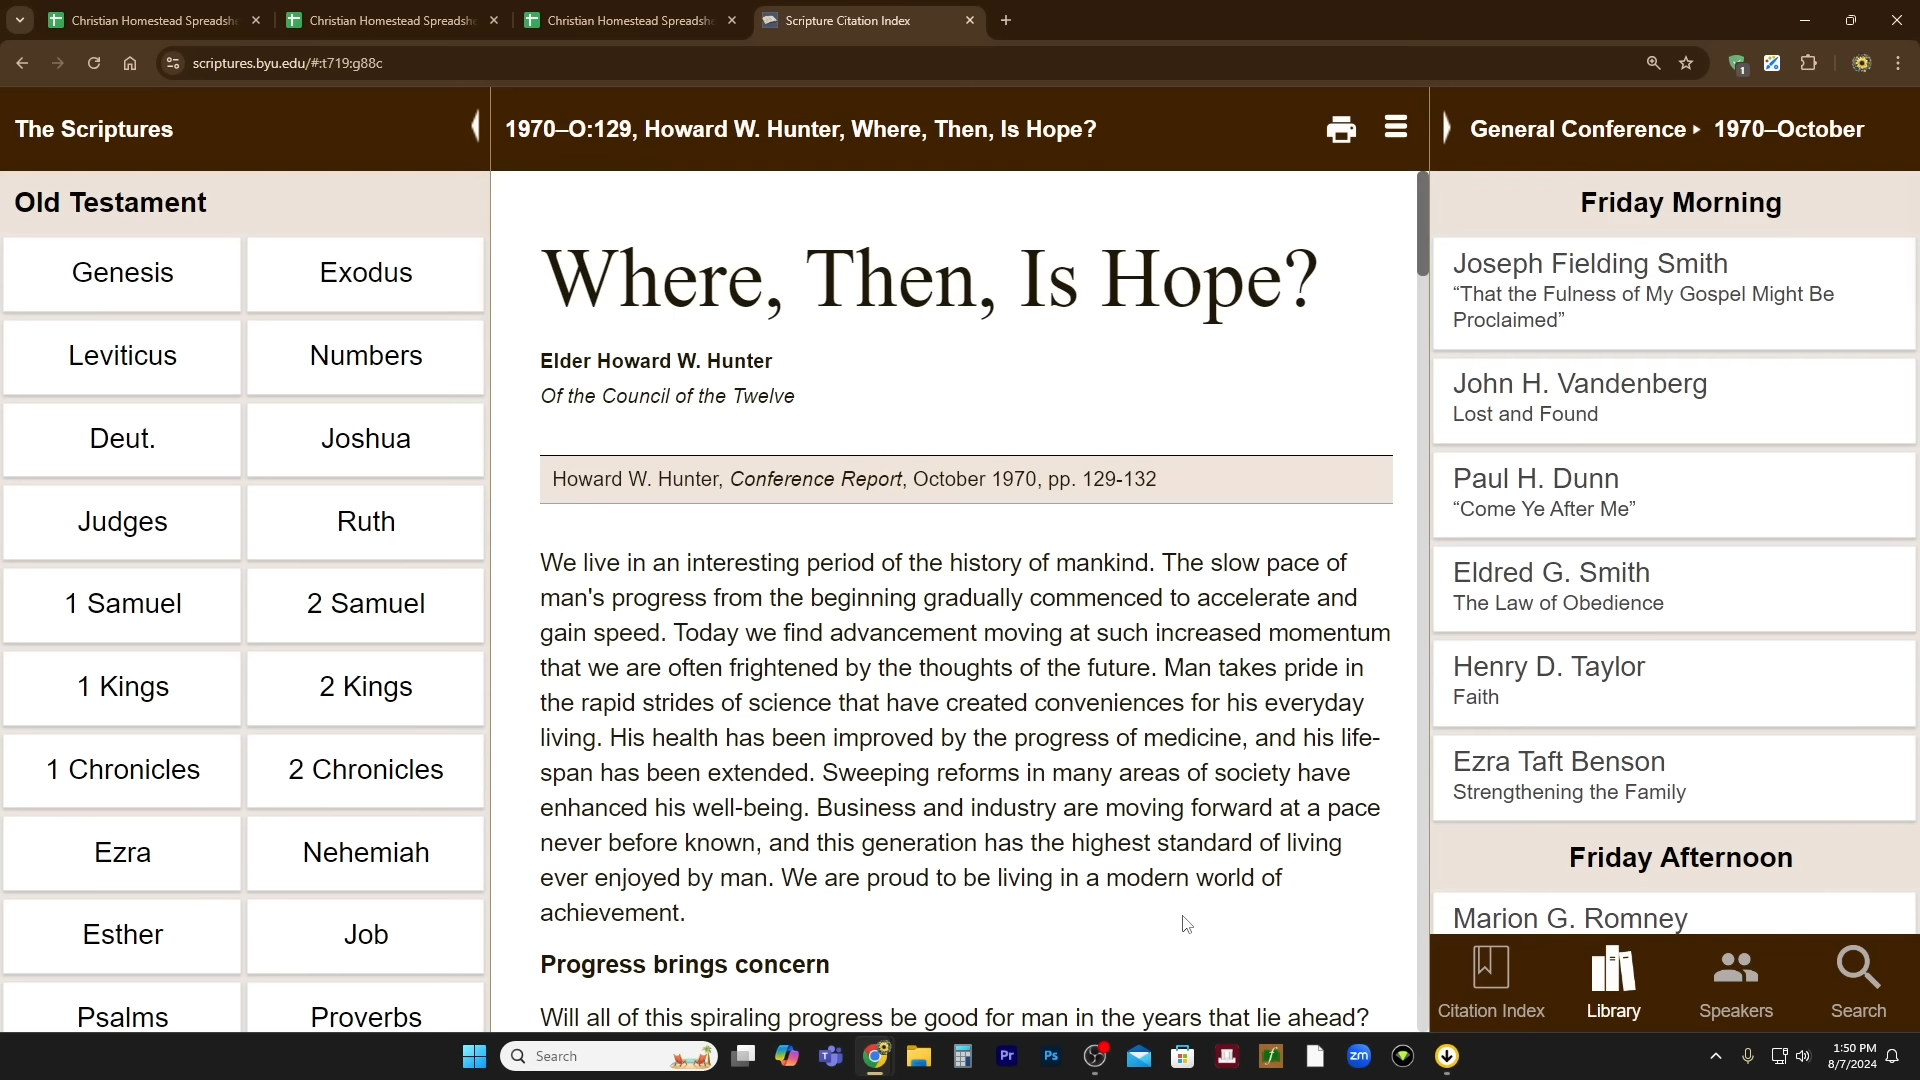 Christian Homestead Spreadsh
Christian Homestead Spreadsh
Christian Homestead Spreadsh
Scripture Citation Index
scriptures.byu.edu/#:t719:g88c
1
The Scriptures
1970–O:129, Howard W. Hunter, Where, Then, Is Hope?
General Conference ▸ 1970–October
Old Testament
Genesis
Exodus
Leviticus
Numbers
Deut.
Joshua
Judges
Ruth
1 Samuel
2 Samuel
1 Kings
2 Kings
1 Chronicles
2 Chronicles
Ezra
Nehemiah
Esther
Job
Psalms
Proverbs
Where, Then, Is Hope?
Elder Howard W. Hunter
Of the Council of the Twelve
Howard W. Hunter, Conference Report, October 1970, pp. 129-132
We live in an interesting period of the history of mankind. The slow pace of
man's progress from the beginning gradually commenced to accelerate and
gain speed. Today we find advancement moving at such increased momentum
that we are often frightened by the thoughts of the future. Man takes pride in
the rapid strides of science that have created conveniences for his everyday
living. His health has been improved by the progress of medicine, and his life-
span has been extended. Sweeping reforms in many areas of society have
enhanced his well-being. Business and industry are moving forward at a pace
never before known, and this generation has the highest standard of living
ever enjoyed by man. We are proud to be living in a modern world of
achievement.
Progress brings concern
Will all of this spiraling progress be good for man in the years that lie ahead?
Friday Morning
Joseph Fielding Smith
“That the Fulness of My Gospel Might Be
Proclaimed”
John H. Vandenberg
Lost and Found
Paul H. Dunn
“Come Ye After Me”
Eldred G. Smith
The Law of Obedience
Henry D. Taylor
Faith
Ezra Taft Benson
Strengthening the Family
Friday Afternoon
Marion G. Romney
Citation Index
Library
Speakers
Search
Search
Pr
Ps
zm
1:50 PM
8/7/2024